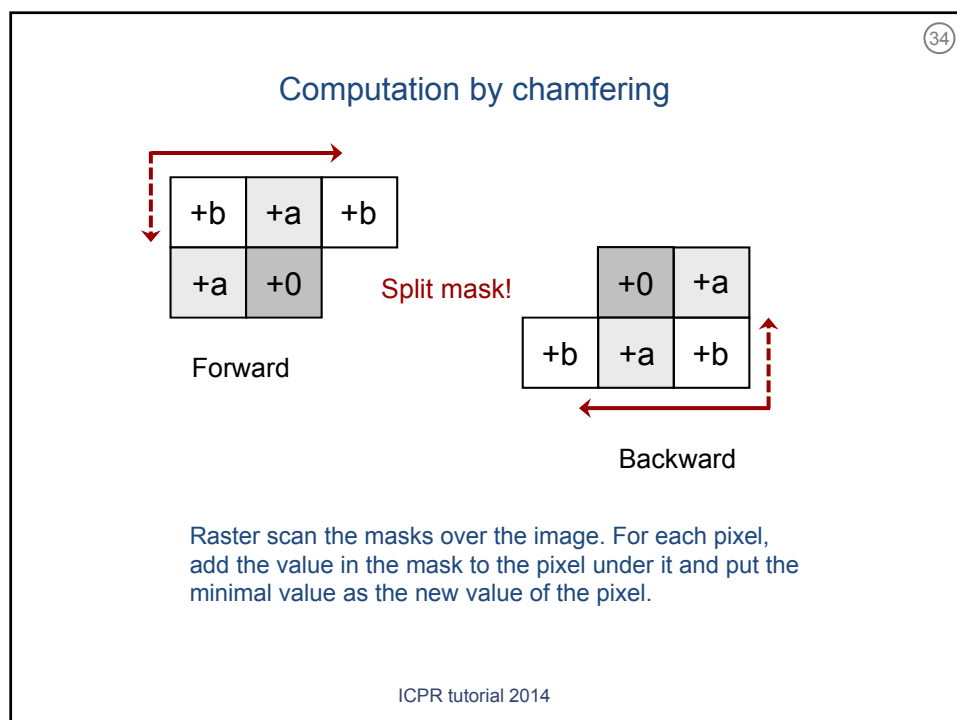 34
Computation by chamfering
+b +a +b
+a +0
Split mask!
+0 +a
+b +a +b
Forward
Backward
Raster scan the masks over the image. For each pixel,
add the value in the mask to the pixel under it and put the
minimal value as the new value of the pixel.
ICPR tutorial 2014